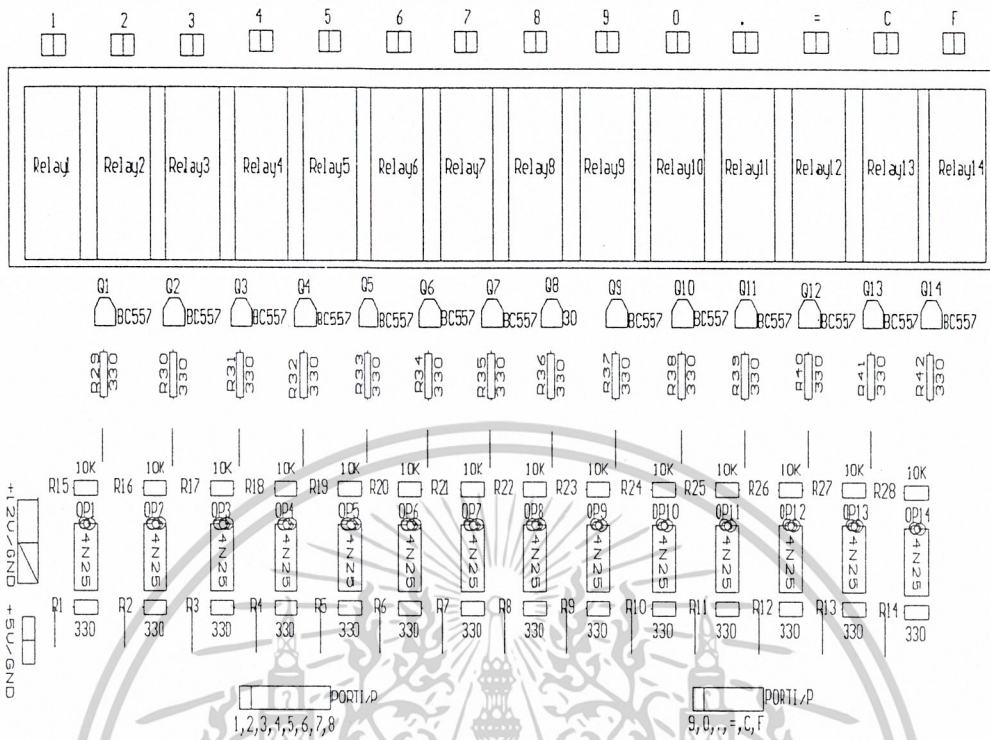 1 2 3 4 5 6 7 8 9 0 . = C F
Relay1 Relay2 Relay3 Relay4 Relay5 Relay6 Relay7 Relay8 Relay9 Relay10 Relay11 Relay12 Relay13 Relay14
Q1 Q2 Q3 Q4 Q5 Q6 Q7 Q8 Q9 Q10 Q11 Q12 Q13 Q14
BC557 BC557 BC557 BC557 BC557 BC557 BC557 30 BC557 BC557 BC557 BC557 BC557 BC557
R29 330 R30 330 R31 330 R32 330 R33 330 R34 330 R35 330 R36 330 R37 330 R38 330 R39 330 R40 330 R41 330 R42 330
10K 10K 10K 10K 10K 10K 10K 10K 10K 10K 10K 10K 10K 10K
R15 R16 R17 R18 R19 R20 R21 R22 R23 R24 R25 R26 R27 R28
OP1 OP2 OP3 OP4 OP5 OP6 OP7 OP8 OP9 OP10 OP11 OP12 OP13 OP14
+12V/GND
4N25 4N25 4N25 4N25 4N25 4N25 4N25 4N25 4N25 4N25 4N25 4N25 4N25 4N25
R1 R2 R3 R4 R5 R6 R7 R8 R9 R10 R11 R12 R13 R14
330 330 330 330 330 330 330 330 330 330 330 330 330 330
+5V/GND
PORTI/P
1,2,3,4,5,6,7,8
PORTI/P
9,0,.,=,C,F